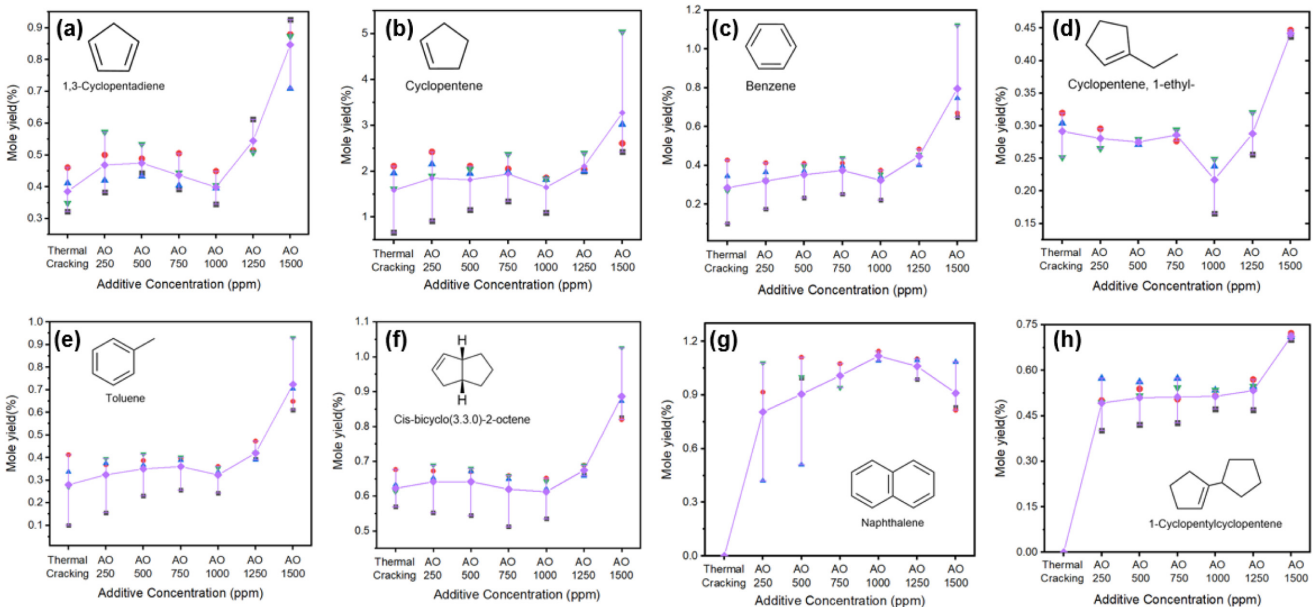 (a)
0.9
0.8
0.7
0.6
0.5
0.4
0.3
Mole yield(%)
1,3-Cyclopentadiene
Thermal Cracking
AO 250
AO 500
AO 750
AO 1000
AO 1250
AO 1500
Additive Concentration (ppm)
(b)
5
4
3
2
1
Mole yield(%)
Cyclopentene
Thermal Cracking
AO 250
AO 500
AO 750
AO 1000
AO 1250
AO 1500
Additive Concentration (ppm)
(c)
1.2
1.0
0.8
0.6
0.4
0.2
0.0
Mole yield(%)
Benzene
Thermal Cracking
AO 250
AO 500
AO 750
AO 1000
AO 1250
AO 1500
Additive Concentration (ppm)
(d)
0.45
0.40
0.35
0.30
0.25
0.20
0.15
Mole yield(%)
Cyclopentene, 1-ethyl-
Thermal Cracking
AO 250
AO 500
AO 750
AO 1000
AO 1250
AO 1500
Additive Concentration (ppm)
(e)
1.0
0.9
0.8
0.7
0.6
0.5
0.4
0.3
0.2
0.1
Mole yield(%)
Toluene
Thermal Cracking
AO 250
AO 500
AO 750
AO 1000
AO 1250
AO 1500
Additive Concentration (ppm)
(f)
1.1
1.0
0.9
0.8
0.7
0.6
0.5
Mole yield(%)
H
H
Cis-bicyclo(3.3.0)-2-octene
Thermal Cracking
AO 250
AO 500
AO 750
AO 1000
AO 1250
AO 1500
Additive Concentration (ppm)
(g)
1.2
0.9
0.6
0.3
0.0
Mole yield(%)
Naphthalene
Thermal Cracking
AO 250
AO 500
AO 750
AO 1000
AO 1250
AO 1500
Additive Concentration (ppm)
(h)
0.75
0.60
0.45
0.30
0.15
0.00
Mole yield(%)
1-Cyclopentylcyclopentene
Thermal Cracking
AO 250
AO 500
AO 750
AO 1000
AO 1250
AO 1500
Additive Concentration (ppm)